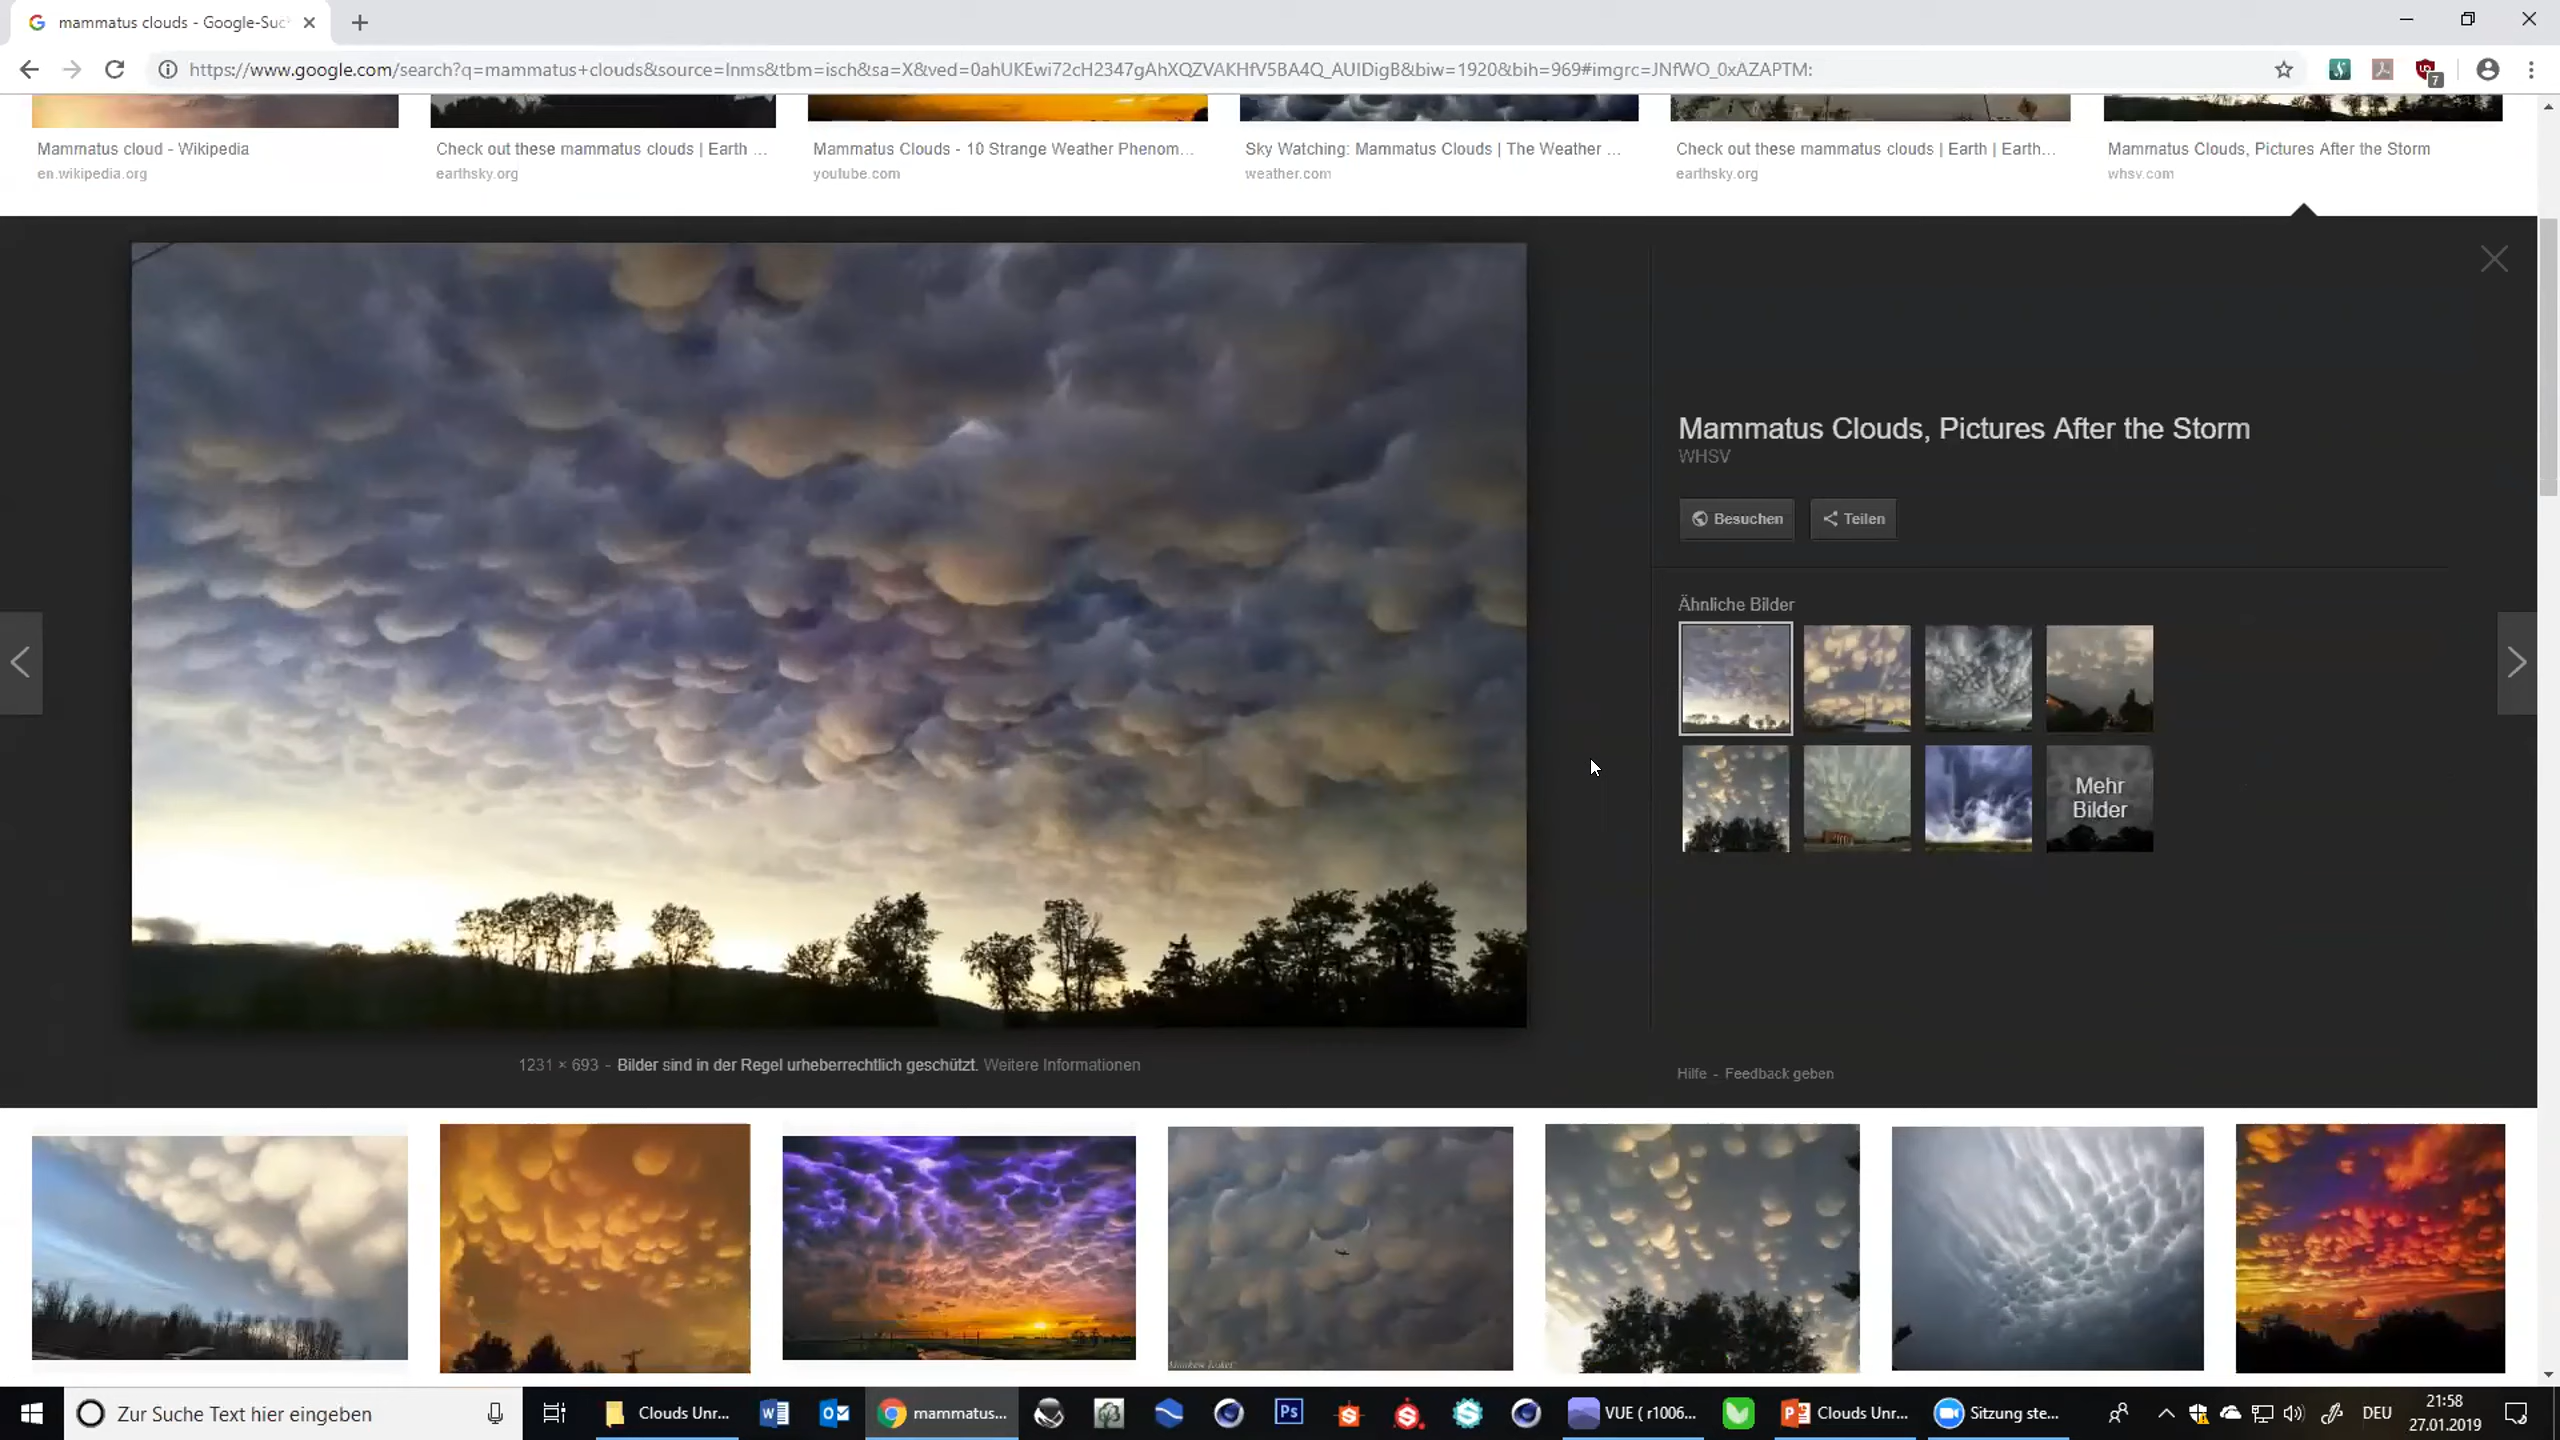 mammatus clouds - Google-Suc
https://www.google.com/search?q=mammatus+clouds&source=lnms&tbm=isch&sa=X&ved=0ahUKEwi72cH2347gAhXQZVAKHfV5BA4Q_AUIDigB&biw=1920&bih=969#imgrc=JNfWO_0xAZAPTM:
7
Mammatus cloud - Wikipedia
en.wikipedia.org
Check out these mammatus clouds | Earth ...
earthsky.org
Mammatus Clouds - 10 Strange Weather Phenom...
youtube.com
Sky Watching: Mammatus Clouds | The Weather ...
weather.com
Check out these mammatus clouds | Earth | Earth...
earthsky.org
Mammatus Clouds, Pictures After the Storm
whsv.com
Mammatus Clouds, Pictures After the Storm
WHSV
Besuchen
Teilen
Ähnliche Bilder
Mehr
Bilder
1231 × 693 - Bilder sind in der Regel urheberrechtlich geschützt. Weitere Informationen
Hilfe - Feedback geben
Zur Suche Text hier eingeben
Clouds Unr...
mammatus...
Ps
VUE ( r1006...
Clouds Unr...
Sitzung ste...
DEU
21:58
27.01.2019